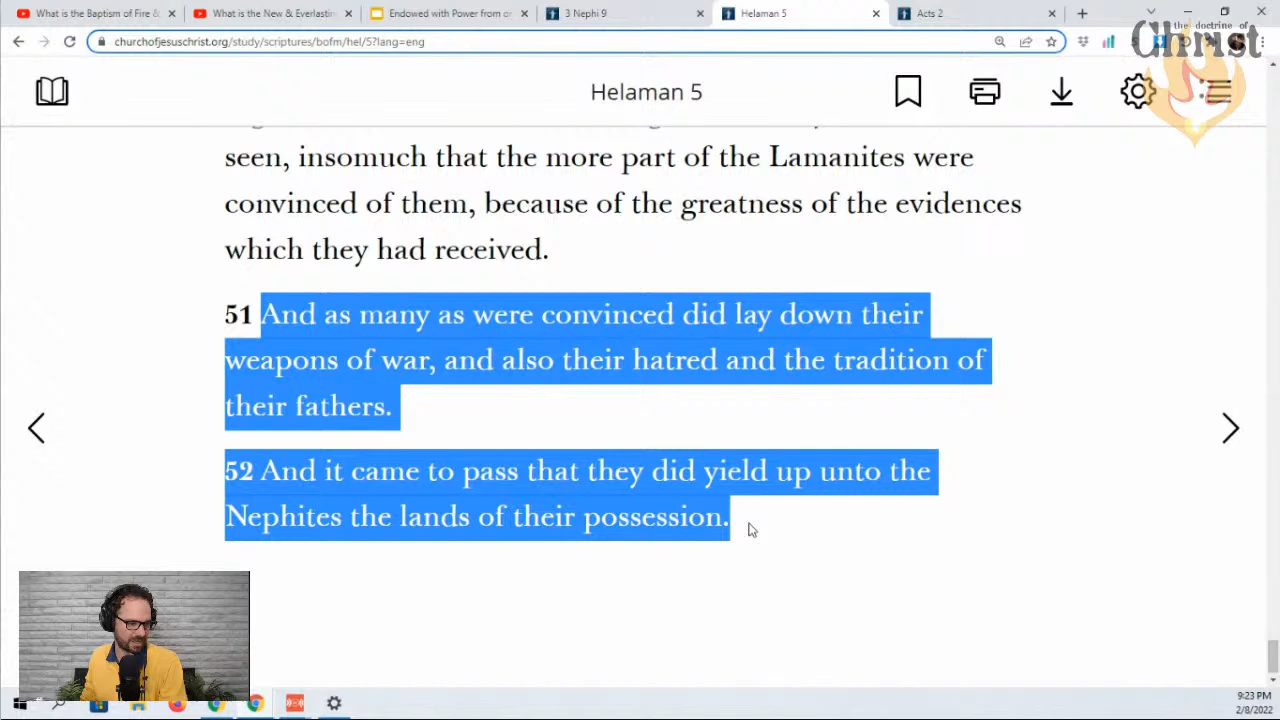 What is the Baptism of Fire &
What is the New & Everlastin
Endowed with Power from o
3 Nephi 9
Helaman 5
Acts 2
the doctrine of
Christ
churchofjesuschrist.org/study/scriptures/bofm/hel/5?lang=eng
Helaman 5
seen, insomuch that the more part of the Lamanites were
convinced of them, because of the greatness of the evidences
which they had received.
51 And as many as were convinced did lay down their
weapons of war, and also their hatred and the tradition of
their fathers.
52 And it came to pass that they did yield up unto the
Nephites the lands of their possession.
9:23 PM
2/8/2022